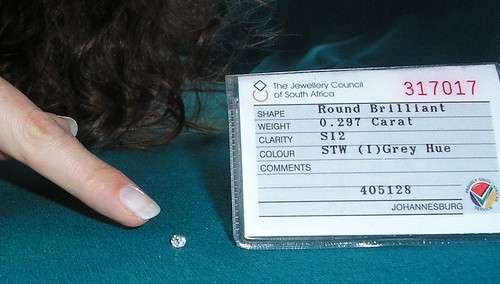 The Jewellery Council
of South Africa
317017
SHAPE Round Brilliant
WEIGHT 0.297 Carat
CLARITY SI2
COLOUR STW (I)Grey Hue
COMMENTS
405128
JOHANNESBURG